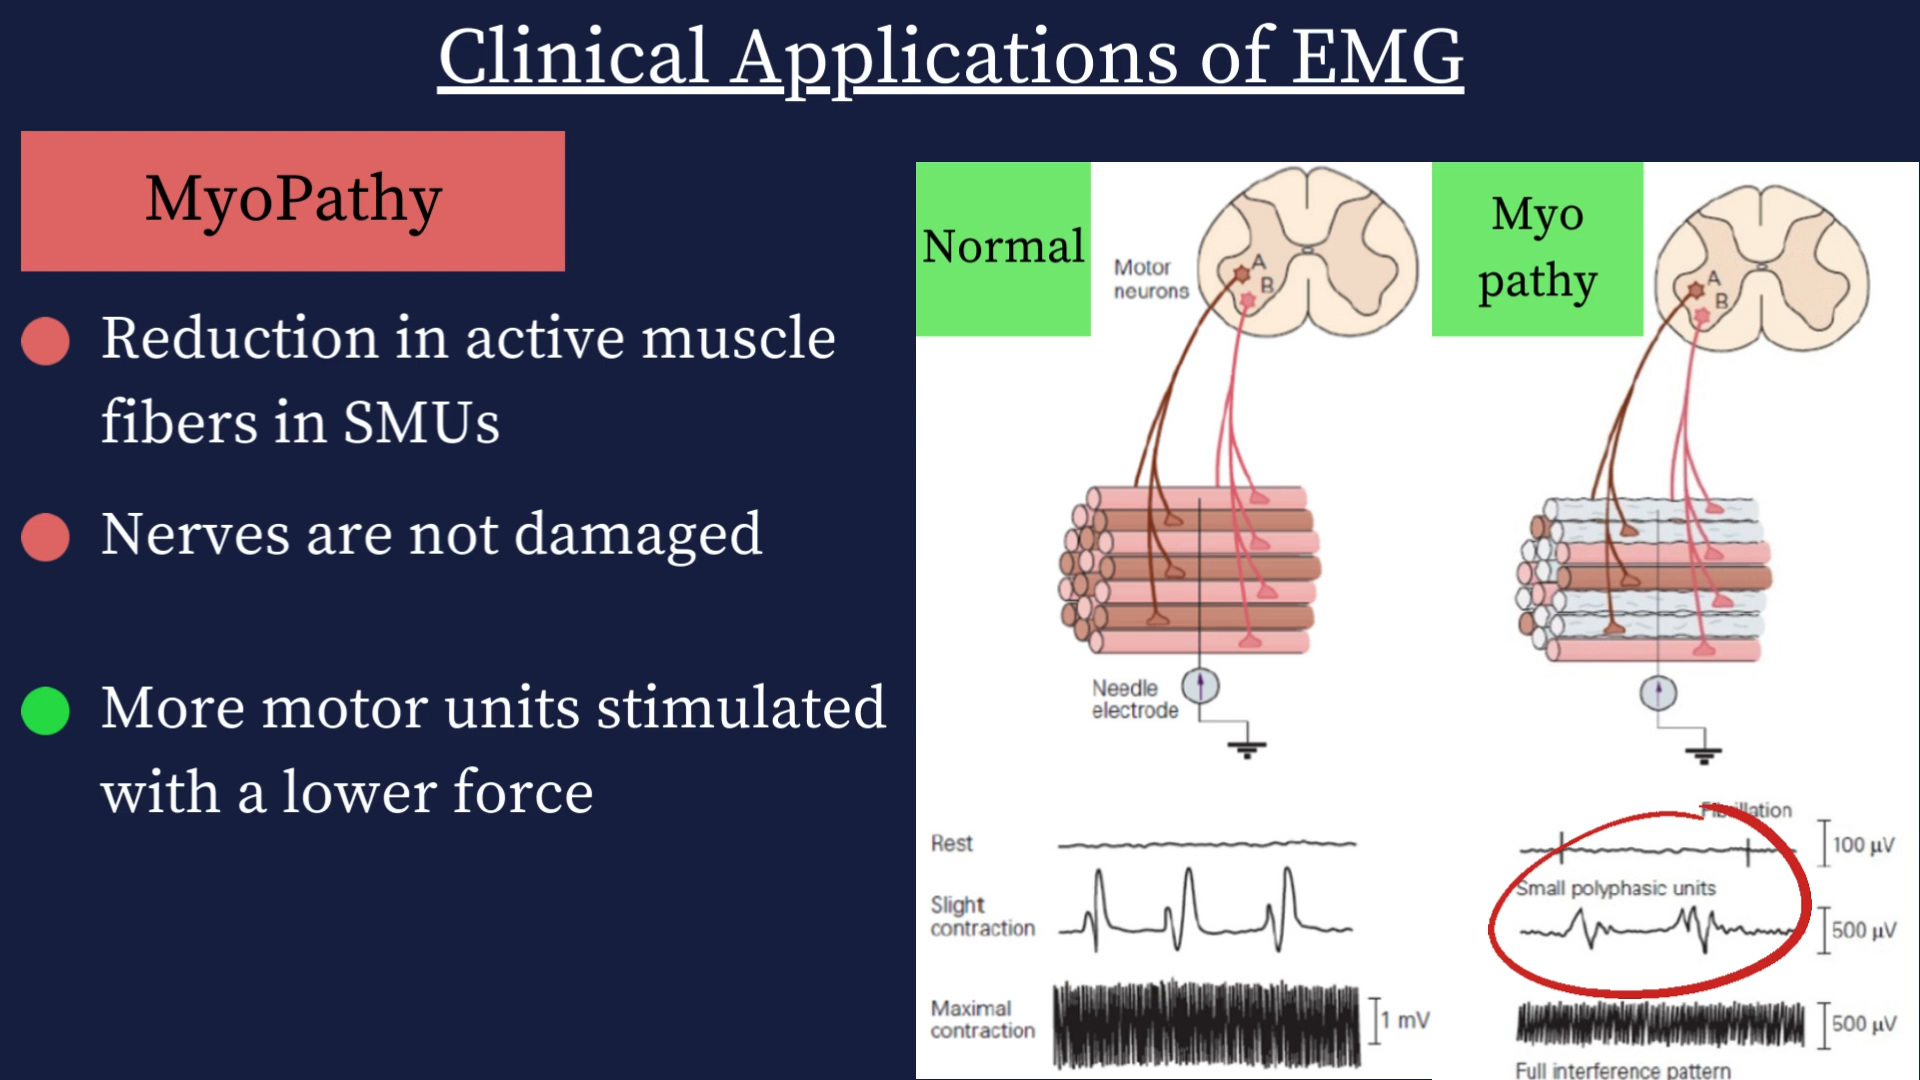 Clinical Applications of EMG
MyoPathy
Reduction in active muscle
fibers in SMUs
Nerves are not damaged
More motor units stimulated
with a lower force
Normal
Motor
neurons
A
B
Needle
electrode
Rest
Slight
contraction
Maximal
contraction
1 mV
Myo
pathy
A
B
Fibrillation
100 µV
Small polyphasic units
500 µV
500 µV
Full interference pattern